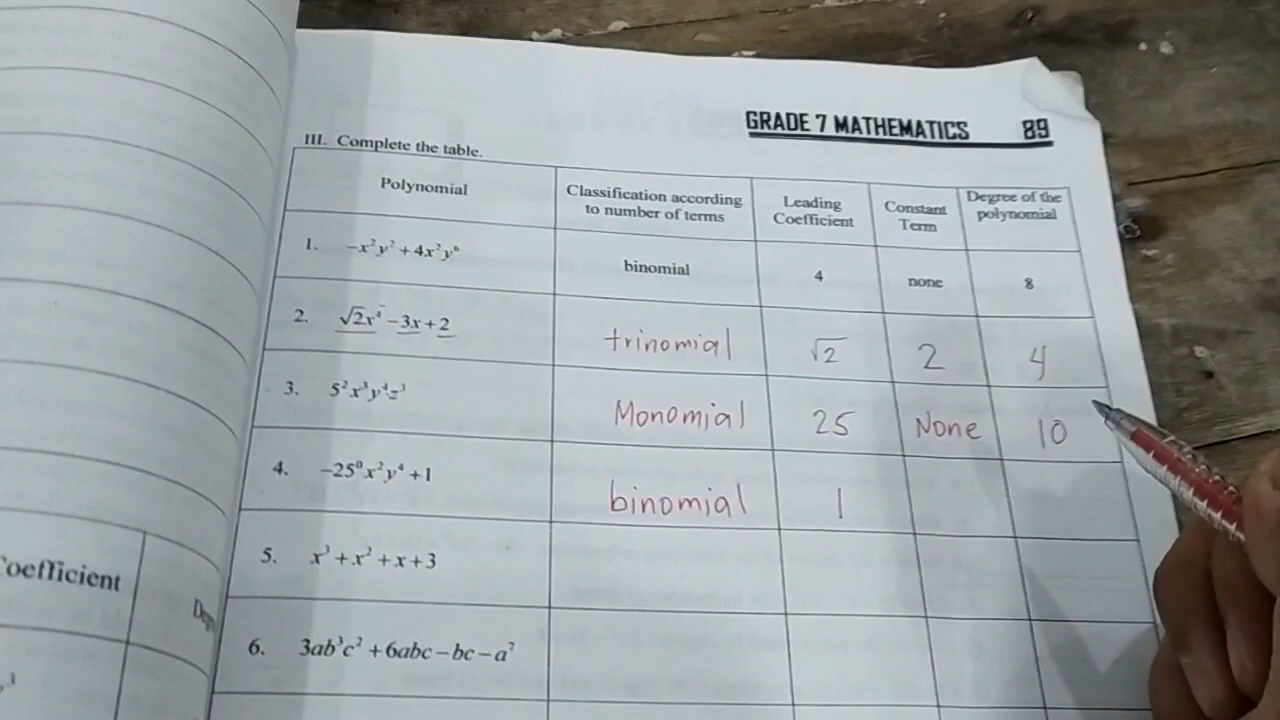 GRADE 7 MATHEMATICS 89
III. Complete the table.
Polynomial
Classification according
to number of terms
Leading
Coefficient
Constant
Term
Degree of the
polynomial
1. −x²y² + 4x²y⁶
binomial
4
none
8
2. √2x⁴ − 3x + 2
trinomial
√2
2
4
3. 5²x³y⁴z³
Monomial
25
None
10
4. −25⁰x²y⁴ + 1
binomial
1
5. x³ + x² + x + 3
6. 3ab³c² + 6abc − bc − a⁷